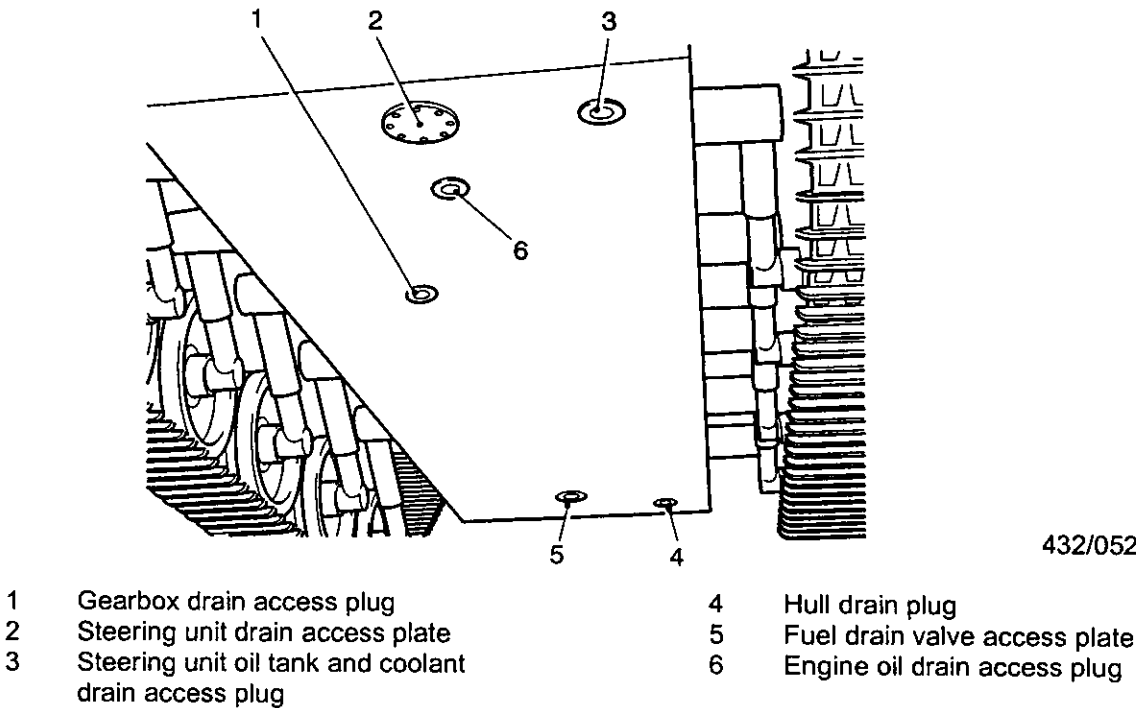 1 2 3
6
5 4
432/052
1 Gearbox drain access plug
2 Steering unit drain access plate
3 Steering unit oil tank and coolant
drain access plug
4 Hull drain plug
5 Fuel drain valve access plate
6 Engine oil drain access plug